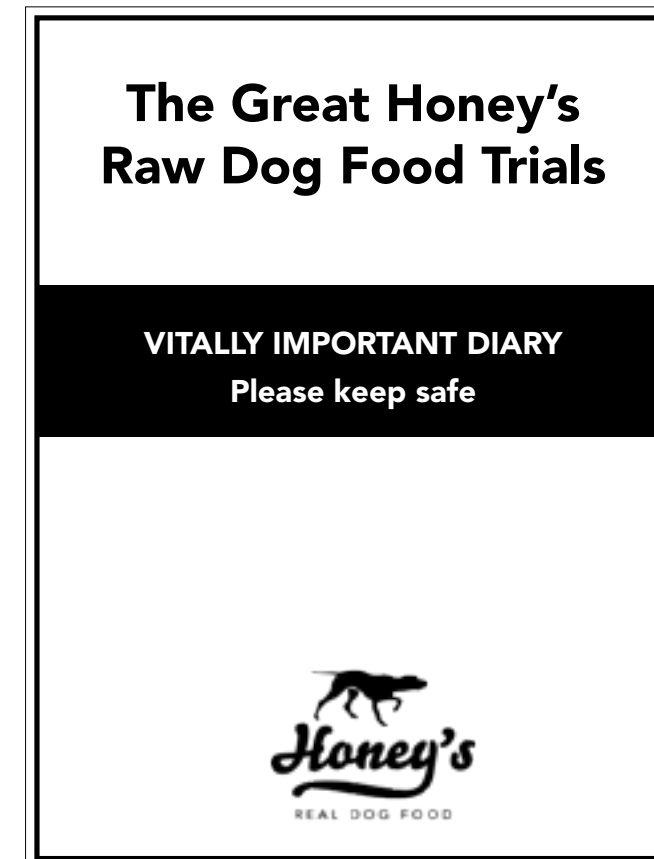 The Great Honey’s
Raw Dog Food Trials
VITALLY IMPORTANT DIARY
Please keep safe
Honey’s
REAL DOG FOOD